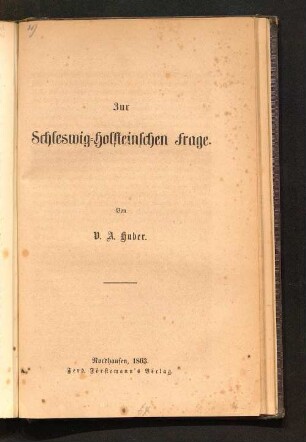 Zur
Schleswig-Holsteinschen Frage.
Von
V. A. Huber.
Nordhausen, 1863.
Ferd. Förstemann's Verlag.